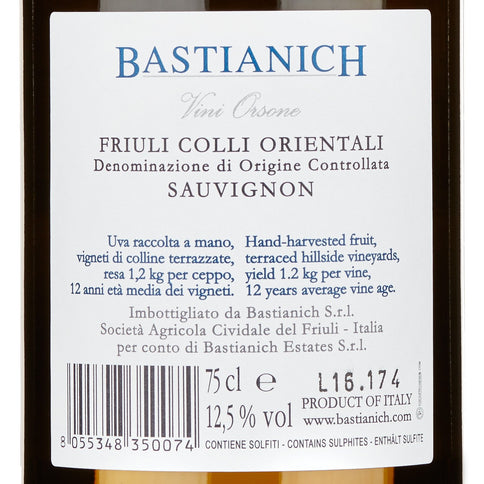 BASTIANICH
Vini Orsone
FRIULI COLLI ORIENTALI
Denominazione di Origine Controllata
SAUVIGNON
Uva raccolta a mano,
vigneti di colline terrazzate,
resa 1,2 kg per ceppo,
12 anni età media dei vigneti.
Hand-harvested fruit,
terraced hillside vineyards,
yield 1.2 kg per vine,
12 years average vine age.
Imbottigliato da Bastianich S.r.l.
Società Agricola Cividale del Friuli - Italia
per conto di Bastianich Estates S.r.l.
8 055348 350074
75 cl ℮
12,5% vol
L16.174
PRODUCT OF ITALY
www.bastianich.com
CONTIENE SOLFITI - CONTAINS SULPHITES - ENTHÄLT SULFITE